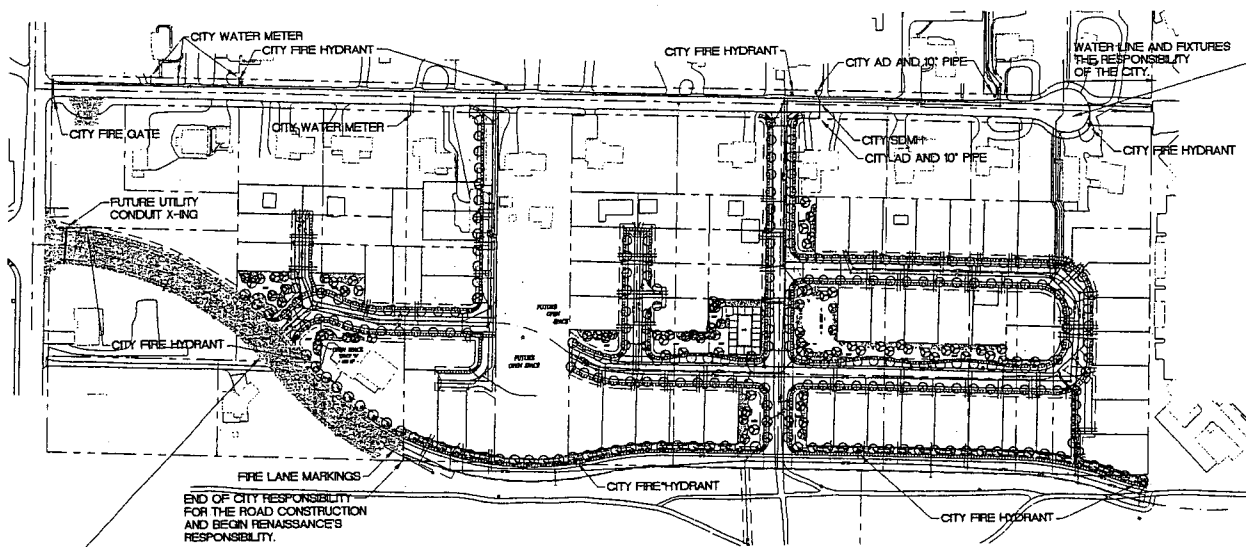 CITY WATER METER
CITY FIRE HYDRANT
CITY FIRE HYDRANT
CITY AD AND 10" PIPE
WATER LINE AND FIXTURES
THE RESPONSIBILITY
OF THE CITY.
CITY FIRE GATE
CITY WATER METER
CITY SDMH
CITY AD AND 10" PIPE
CITY FIRE HYDRANT
FUTURE UTILITY
CONDUIT X-ING
FUTURE
OPEN
SPACE
FUTURE
OPEN SPACE
CITY FIRE HYDRANT
OPEN SPACE
FIRE LANE MARKINGS
CITY FIRE HYDRANT
END OF CITY RESPONSIBILITY
FOR THE ROAD CONSTRUCTION
AND BEGIN RENAISSANCE'S
RESPONSIBILITY.
CITY FIRE HYDRANT